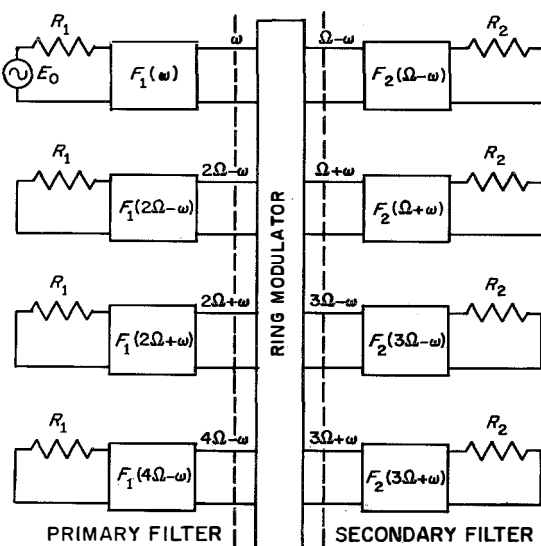 R1 ω Ω-ω R2
E0 F1(ω) F2(Ω-ω)
R1 2Ω-ω Ω+ω R2
F1(2Ω-ω) F2(Ω+ω)
RING MODULATOR
R1 2Ω+ω 3Ω-ω R2
F1(2Ω+ω) F2(3Ω-ω)
R1 4Ω-ω 3Ω+ω R2
F1(4Ω-ω) F2(3Ω+ω)
PRIMARY FILTER SECONDARY FILTER